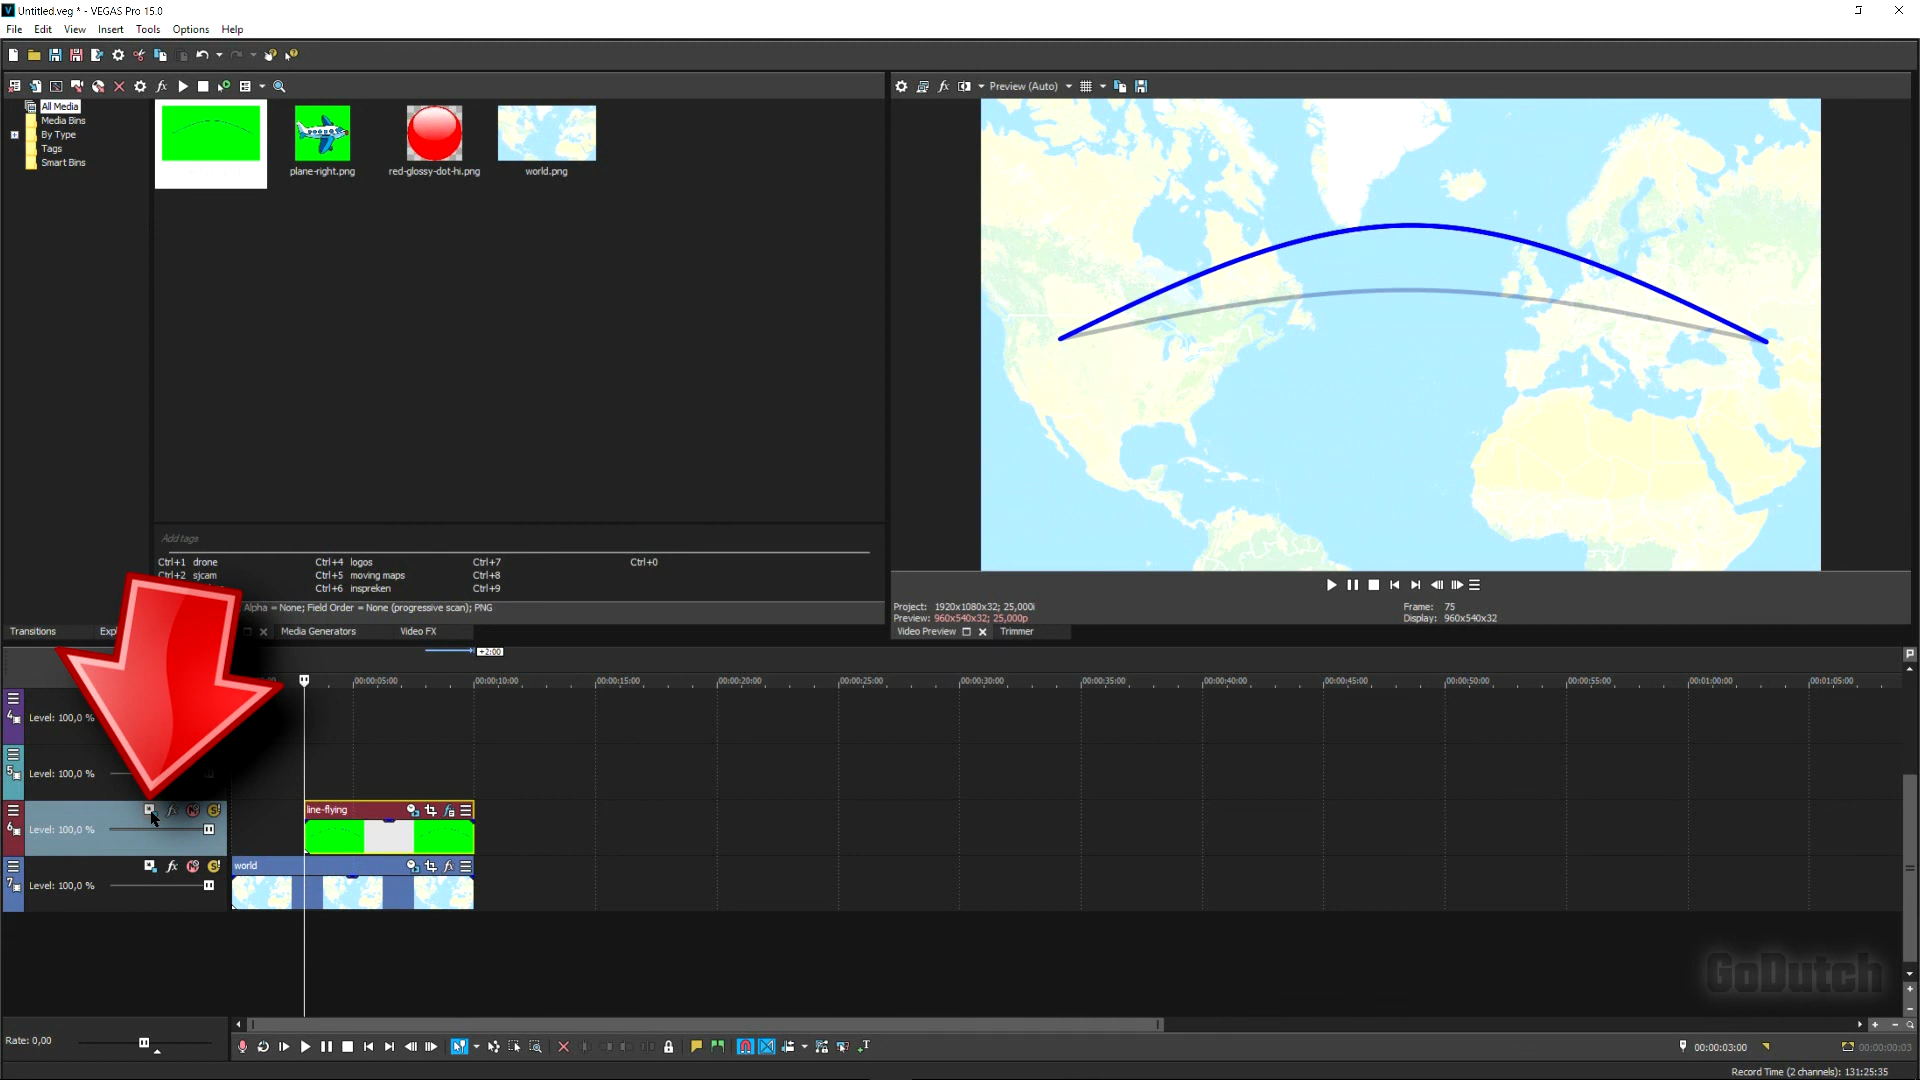 Untitled.veg * - VEGAS Pro 15.0
File Edit View Insert Tools Options Help
Preview (Auto)
All Media
Media Bins
By Type
Tags
Smart Bins
plane-right.png
red-glossy-dot-hi.png
world.png
Add tags
Ctrl+1 drone Ctrl+4 logos Ctrl+7 Ctrl+0
Ctrl+2 sjcam Ctrl+5 moving maps Ctrl+8
Ctrl+6 inspreken Ctrl+9
Alpha = None; Field Order = None (progressive scan); PNG
Project: 1920x1080x32; 25,000i
Preview: 960x540x32; 25,000p
Frame: 75
Display: 960x540x32
Transitions
Media Generators
Video FX
Video Preview
Trimmer
+2:00
00:00:05:00 00:00:10:00 00:00:15:00 00:00:20:00 00:00:25:00 00:00:30:00 00:00:35:00 00:00:40:00 00:00:45:00 00:00:50:00 00:00:55:00 00:01:00:00 00:01:05:00
4 Level: 100,0 %
5 Level: 100,0 %
6 Level: 100,0 %
line-flying
7 Level: 100,0 %
world
GoDutch
Rate: 0,00
00:00:03:00
00:00:00:03
Record Time (2 channels): 131:25:35